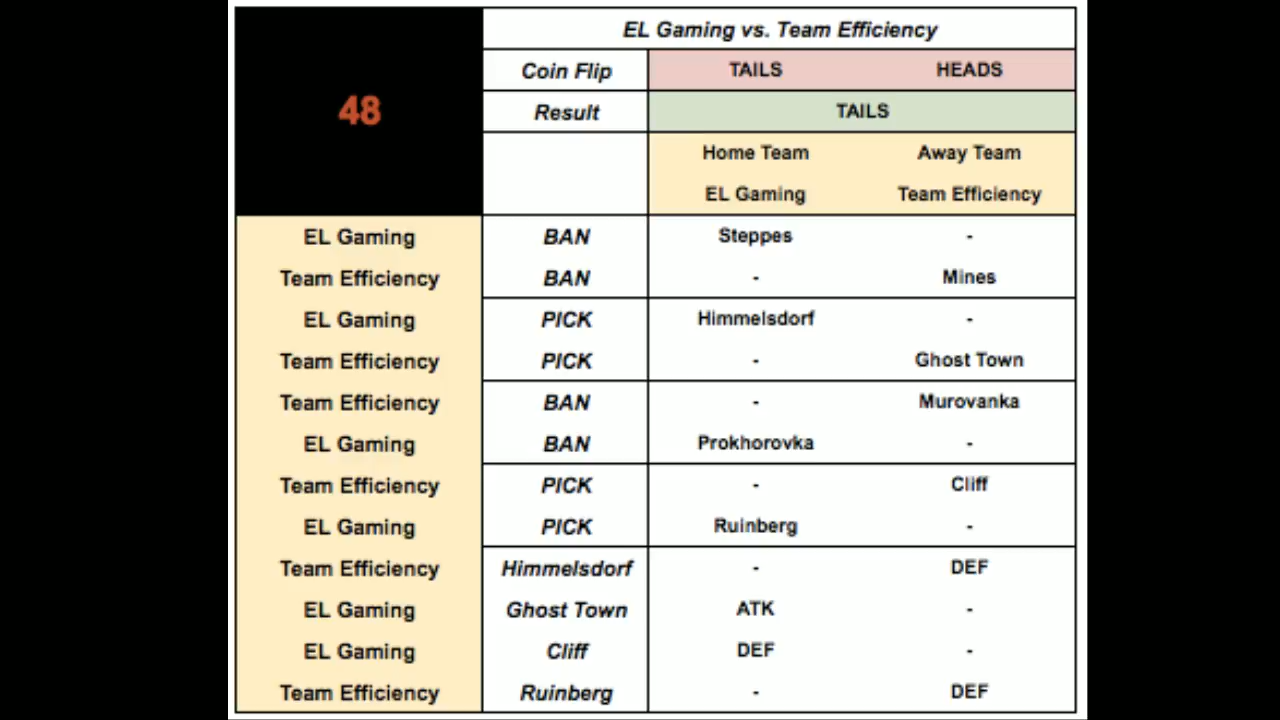 EL Gaming vs. Team Efficiency
48
Coin Flip TAILS HEADS
Result TAILS
Home Team Away Team
EL Gaming Team Efficiency
EL Gaming BAN Steppes -
Team Efficiency BAN - Mines
EL Gaming PICK Himmelsdorf -
Team Efficiency PICK - Ghost Town
Team Efficiency BAN - Murovanka
EL Gaming BAN Prokhorovka -
Team Efficiency PICK - Cliff
EL Gaming PICK Ruinberg -
Team Efficiency Himmelsdorf - DEF
EL Gaming Ghost Town ATK -
EL Gaming Cliff DEF -
Team Efficiency Ruinberg - DEF